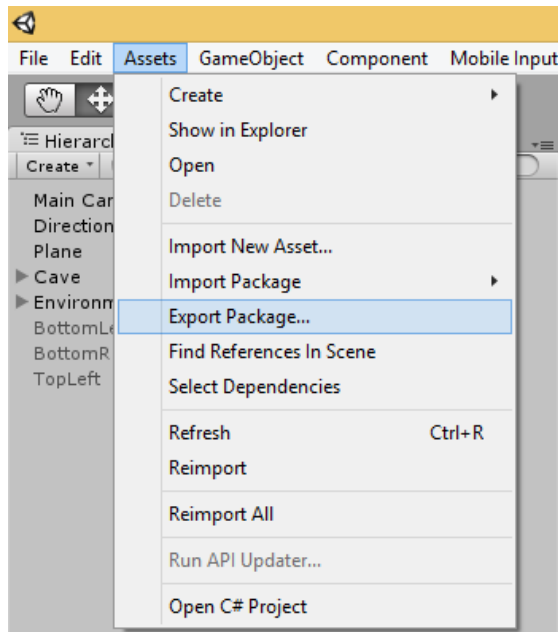 File Edit Assets GameObject Component Mobile Input
Create
Show in Explorer
Open
Delete
Import New Asset...
Import Package
Export Package...
Find References In Scene
Select Dependencies
Refresh Ctrl+R
Reimport
Reimport All
Run API Updater...
Open C# Project
Hierarc
Create
Main Car
Direction
Plane
Cave
Environm
BottomLe
BottomR
TopLeft